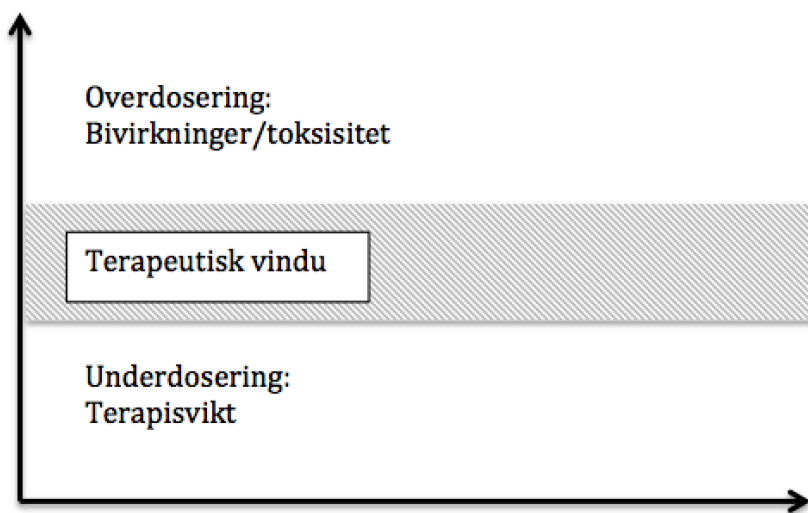 Overdosering:
Bivirkninger/toksisitet
Terapeutisk vindu
Underdosering:
Terapisvikt